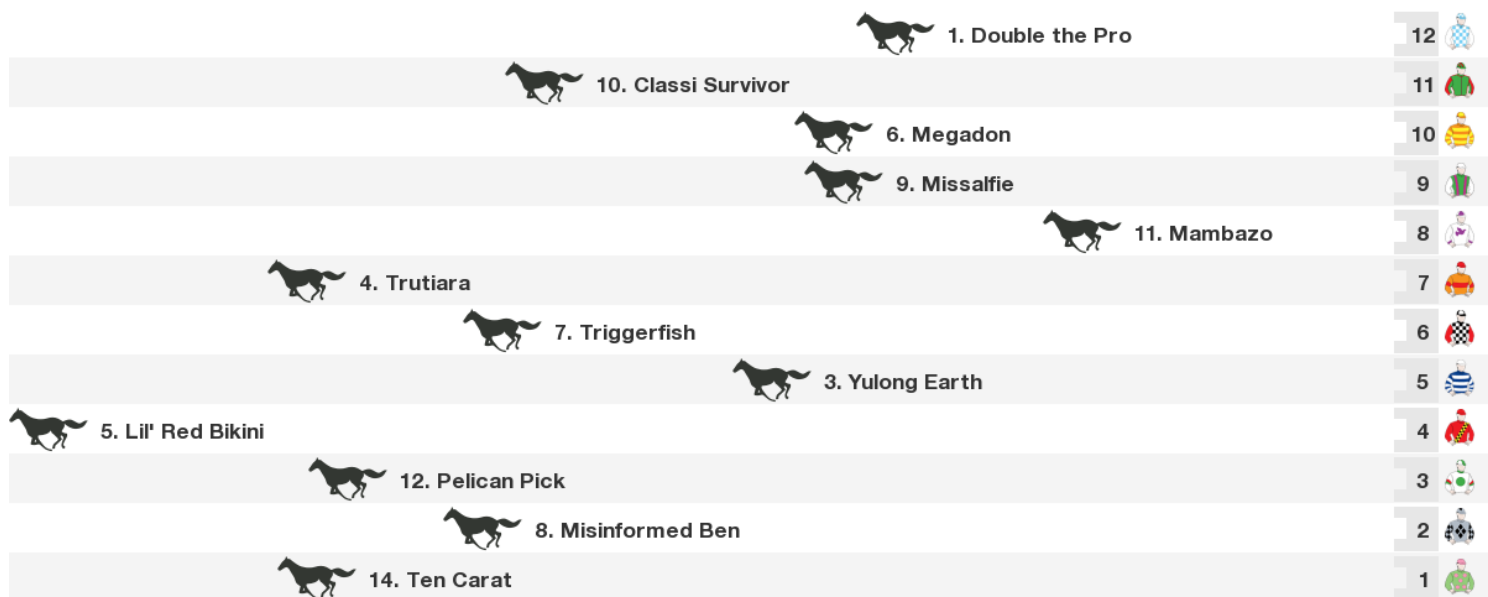 1. Double the Pro 12
10. Classi Survivor 11
6. Megadon 10
9. Missalfie 9
11. Mambazo 8
4. Trutiara 7
7. Triggerfish 6
3. Yulong Earth 5
5. Lil' Red Bikini 4
12. Pelican Pick 3
8. Misinformed Ben 2
14. Ten Carat 1